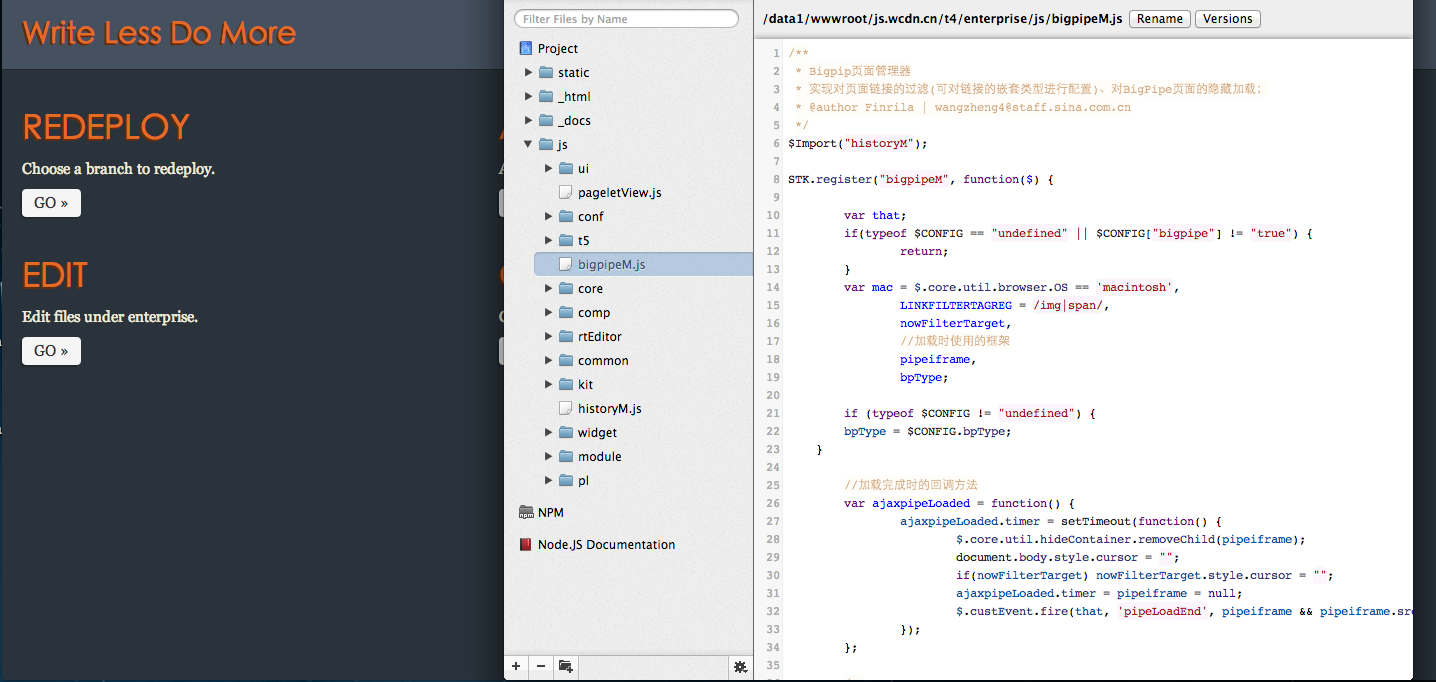 Write Less Do More
REDEPLOY
Choose a branch to redeploy.
GO »
EDIT
Edit files under enterprise.
GO »
Filter Files by Name
Project
static
_html
_docs
js
ui
pageletView.js
conf
t5
bigpipeM.js
core
comp
rtEditor
common
kit
historyM.js
widget
module
pl
NPM
Node.JS Documentation
/data1/wwwroot/js.wcdn.cn/t4/enterprise/js/bigpipeM.js Rename Versions
1 /**
2 * Bigpip页面管理器
3 * 实现对页面链接的过滤(可对链接的嵌套类型进行配置)、对BigPipe页面的隐藏加载;
4 * @author Finrila | wangzheng4@staff.sina.com.cn
5 */
6 $Import("historyM");
7
8 STK.register("bigpipeM", function($) {
9
10 var that;
11 if(typeof $CONFIG == "undefined" || $CONFIG["bigpipe"] != "true") {
12 return;
13 }
14 var mac = $.core.util.browser.OS == 'macintosh',
15 LINKFILTERTAGREG = /img|span/,
16 nowFilterTarget,
17 //加载时使用的框架
18 pipeiframe,
19 bpType;
20
21 if (typeof $CONFIG != "undefined") {
22 bpType = $CONFIG.bpType;
23 }
24
25 //加载完成时的回调方法
26 var ajaxpipeLoaded = function() {
27 ajaxpipeLoaded.timer = setTimeout(function() {
28 $.core.util.hideContainer.removeChild(pipeiframe);
29 document.body.style.cursor = "";
30 if(nowFilterTarget) nowFilterTarget.style.cursor = "";
31 ajaxpipeLoaded.timer = pipeiframe = null;
32 $.custEvent.fire(that, 'pipeLoadEnd', pipeiframe && pipeiframe.src
33 });
34 };
35